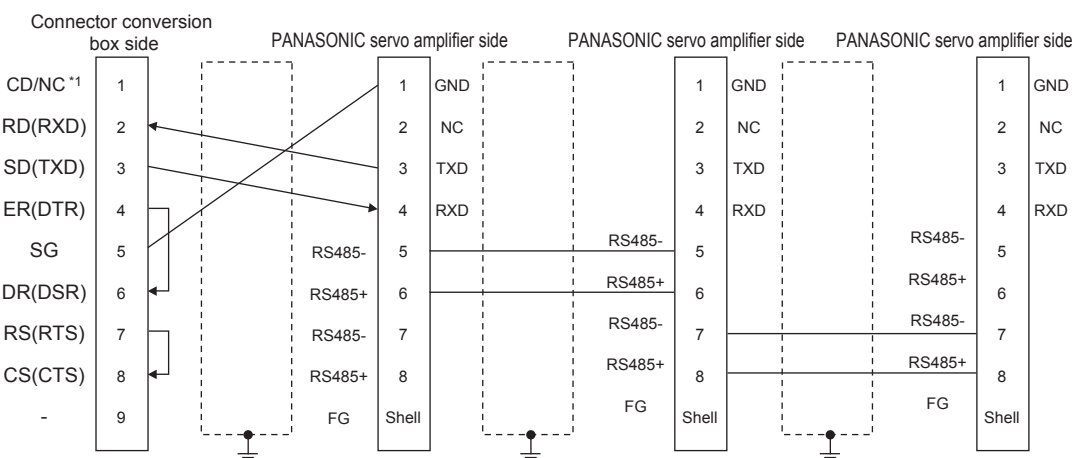 Connector conversion
box side
PANASONIC servo amplifier side
PANASONIC servo amplifier side
PANASONIC servo amplifier side
CD/NC *1 1 1 GND 1 GND 1 GND
RD(RXD) 2 2 NC 2 NC 2 NC
SD(TXD) 3 3 TXD 3 TXD 3 TXD
ER(DTR) 4 4 RXD 4 RXD 4 RXD
SG 5 RS485- 5 RS485- 5 RS485- 5
DR(DSR) 6 RS485+ 6 RS485+ 6 RS485+ 6
RS(RTS) 7 RS485- 7 RS485- 7 RS485- 7
CS(CTS) 8 RS485+ 8 RS485+ 8 RS485+ 8
- 9 FG Shell FG Shell FG Shell